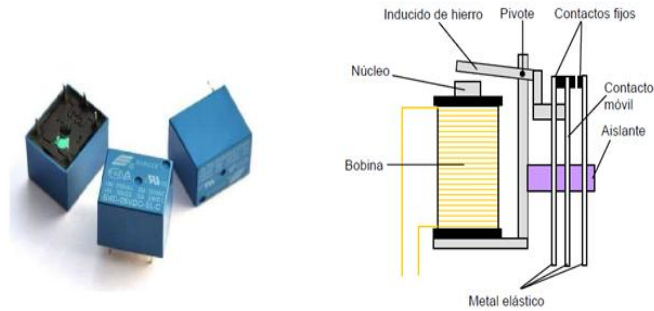 Inducido de hierro
Pivote
Contactos fijos
Núcleo
Contacto
móvil
Aislante
Bobina
Metal elástico